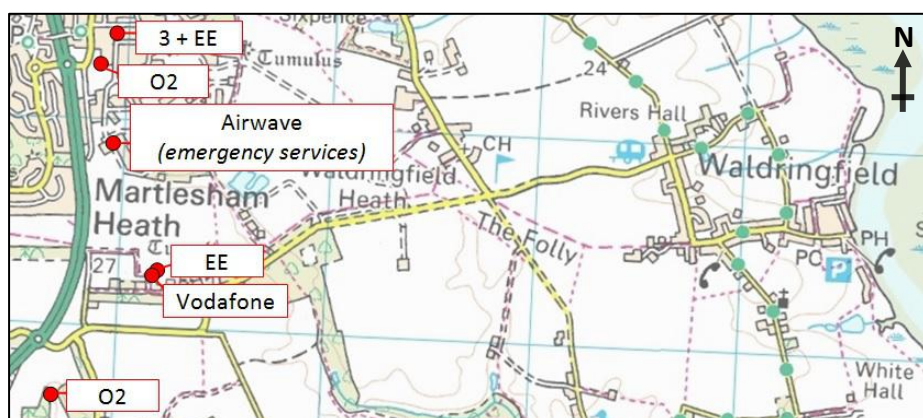 Sixpence
3 + EE
N
P
Tumulus
24
O2
Rivers Hall
Airwave
(emergency services)
CH
Waldringfield
Heath
Waldringfield
Martlesham
Heath
The Folly
EE
27
Vodafone
PC
PH
P
White
Hall
O2